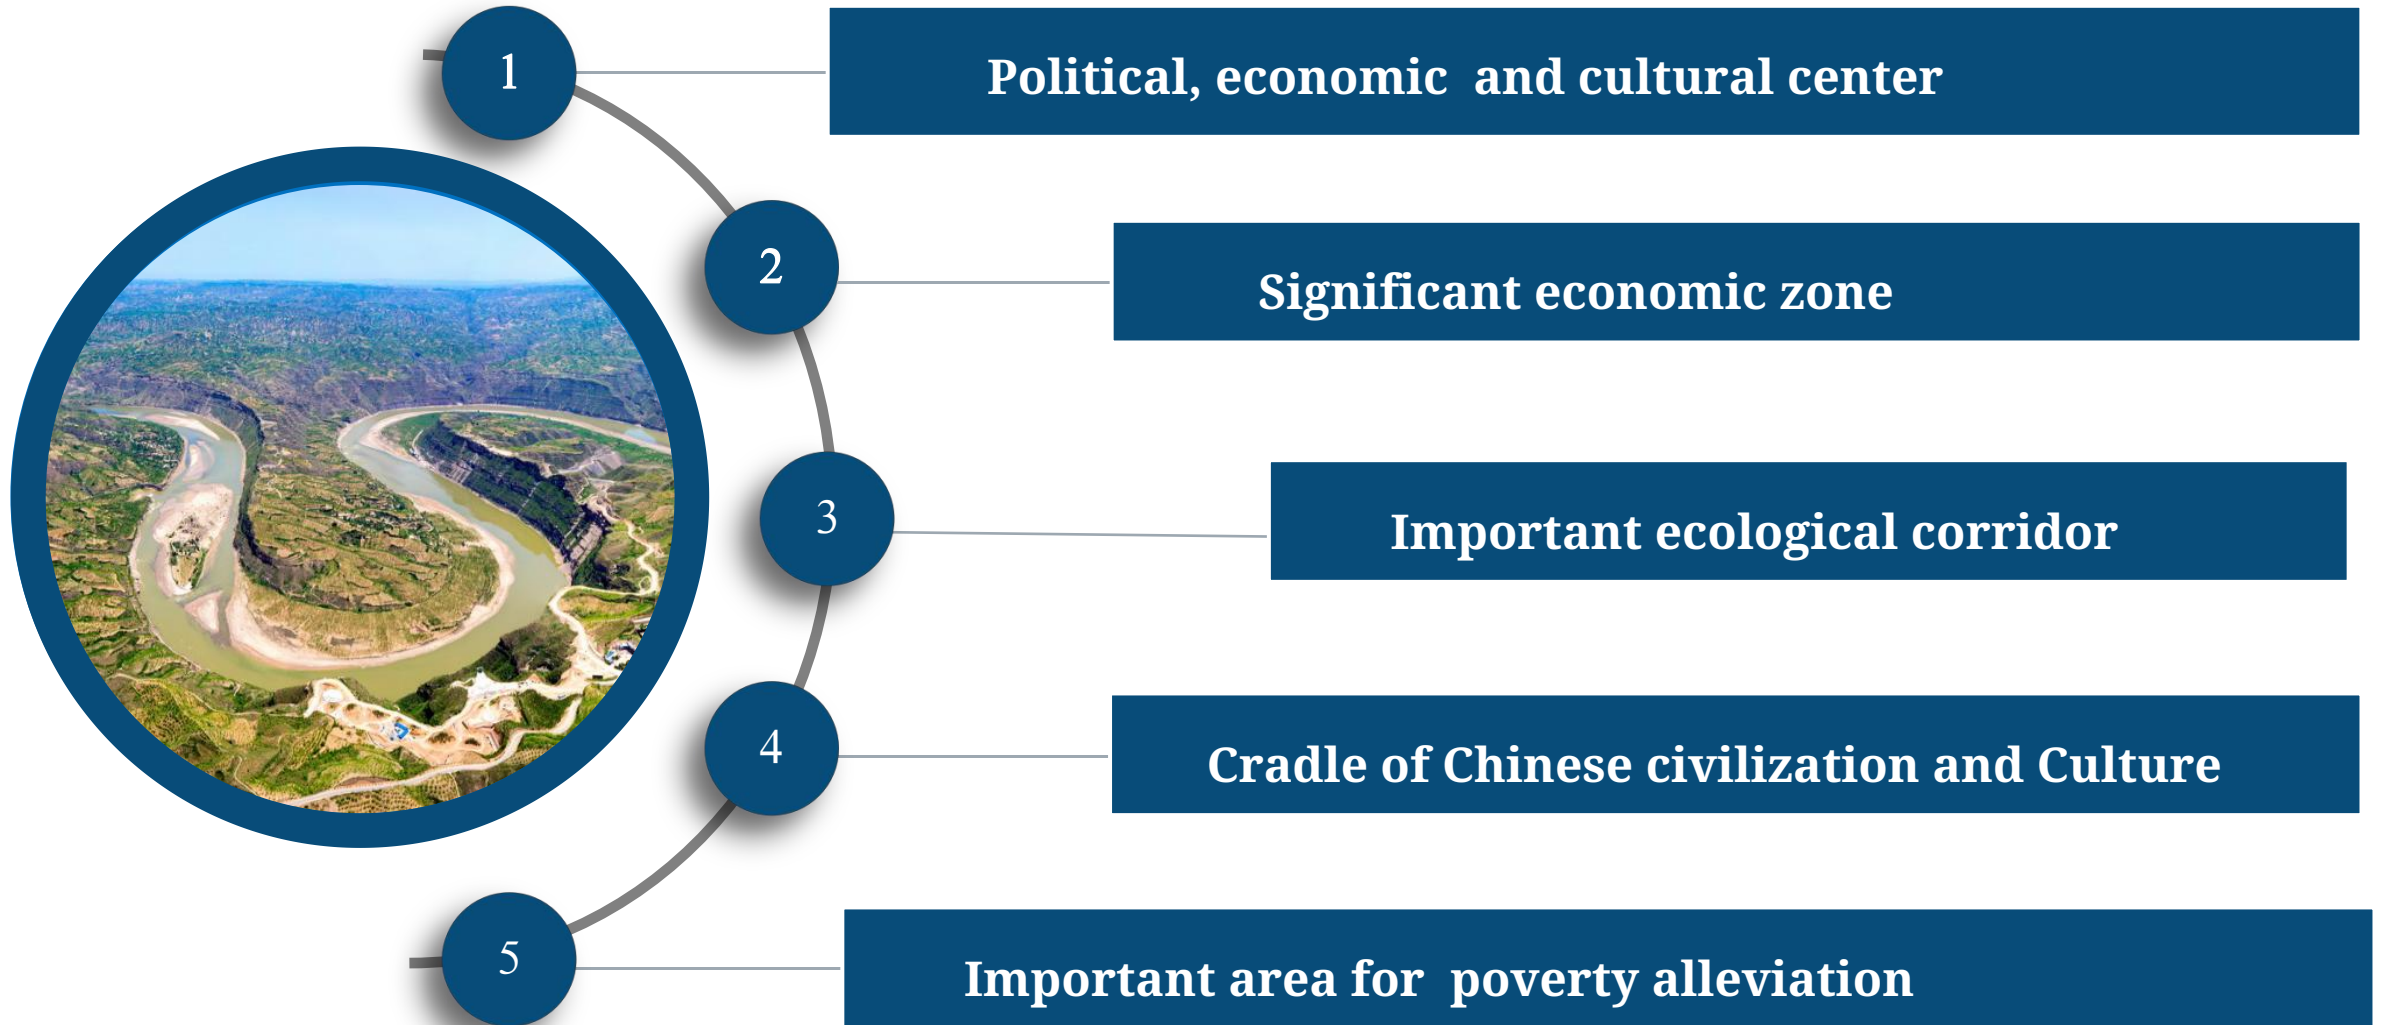 1
Political, economic  and cultural center
2
Significant economic zone
3
Important ecological corridor
4
Cradle of Chinese civilization and Culture
5
Important area for  poverty alleviation